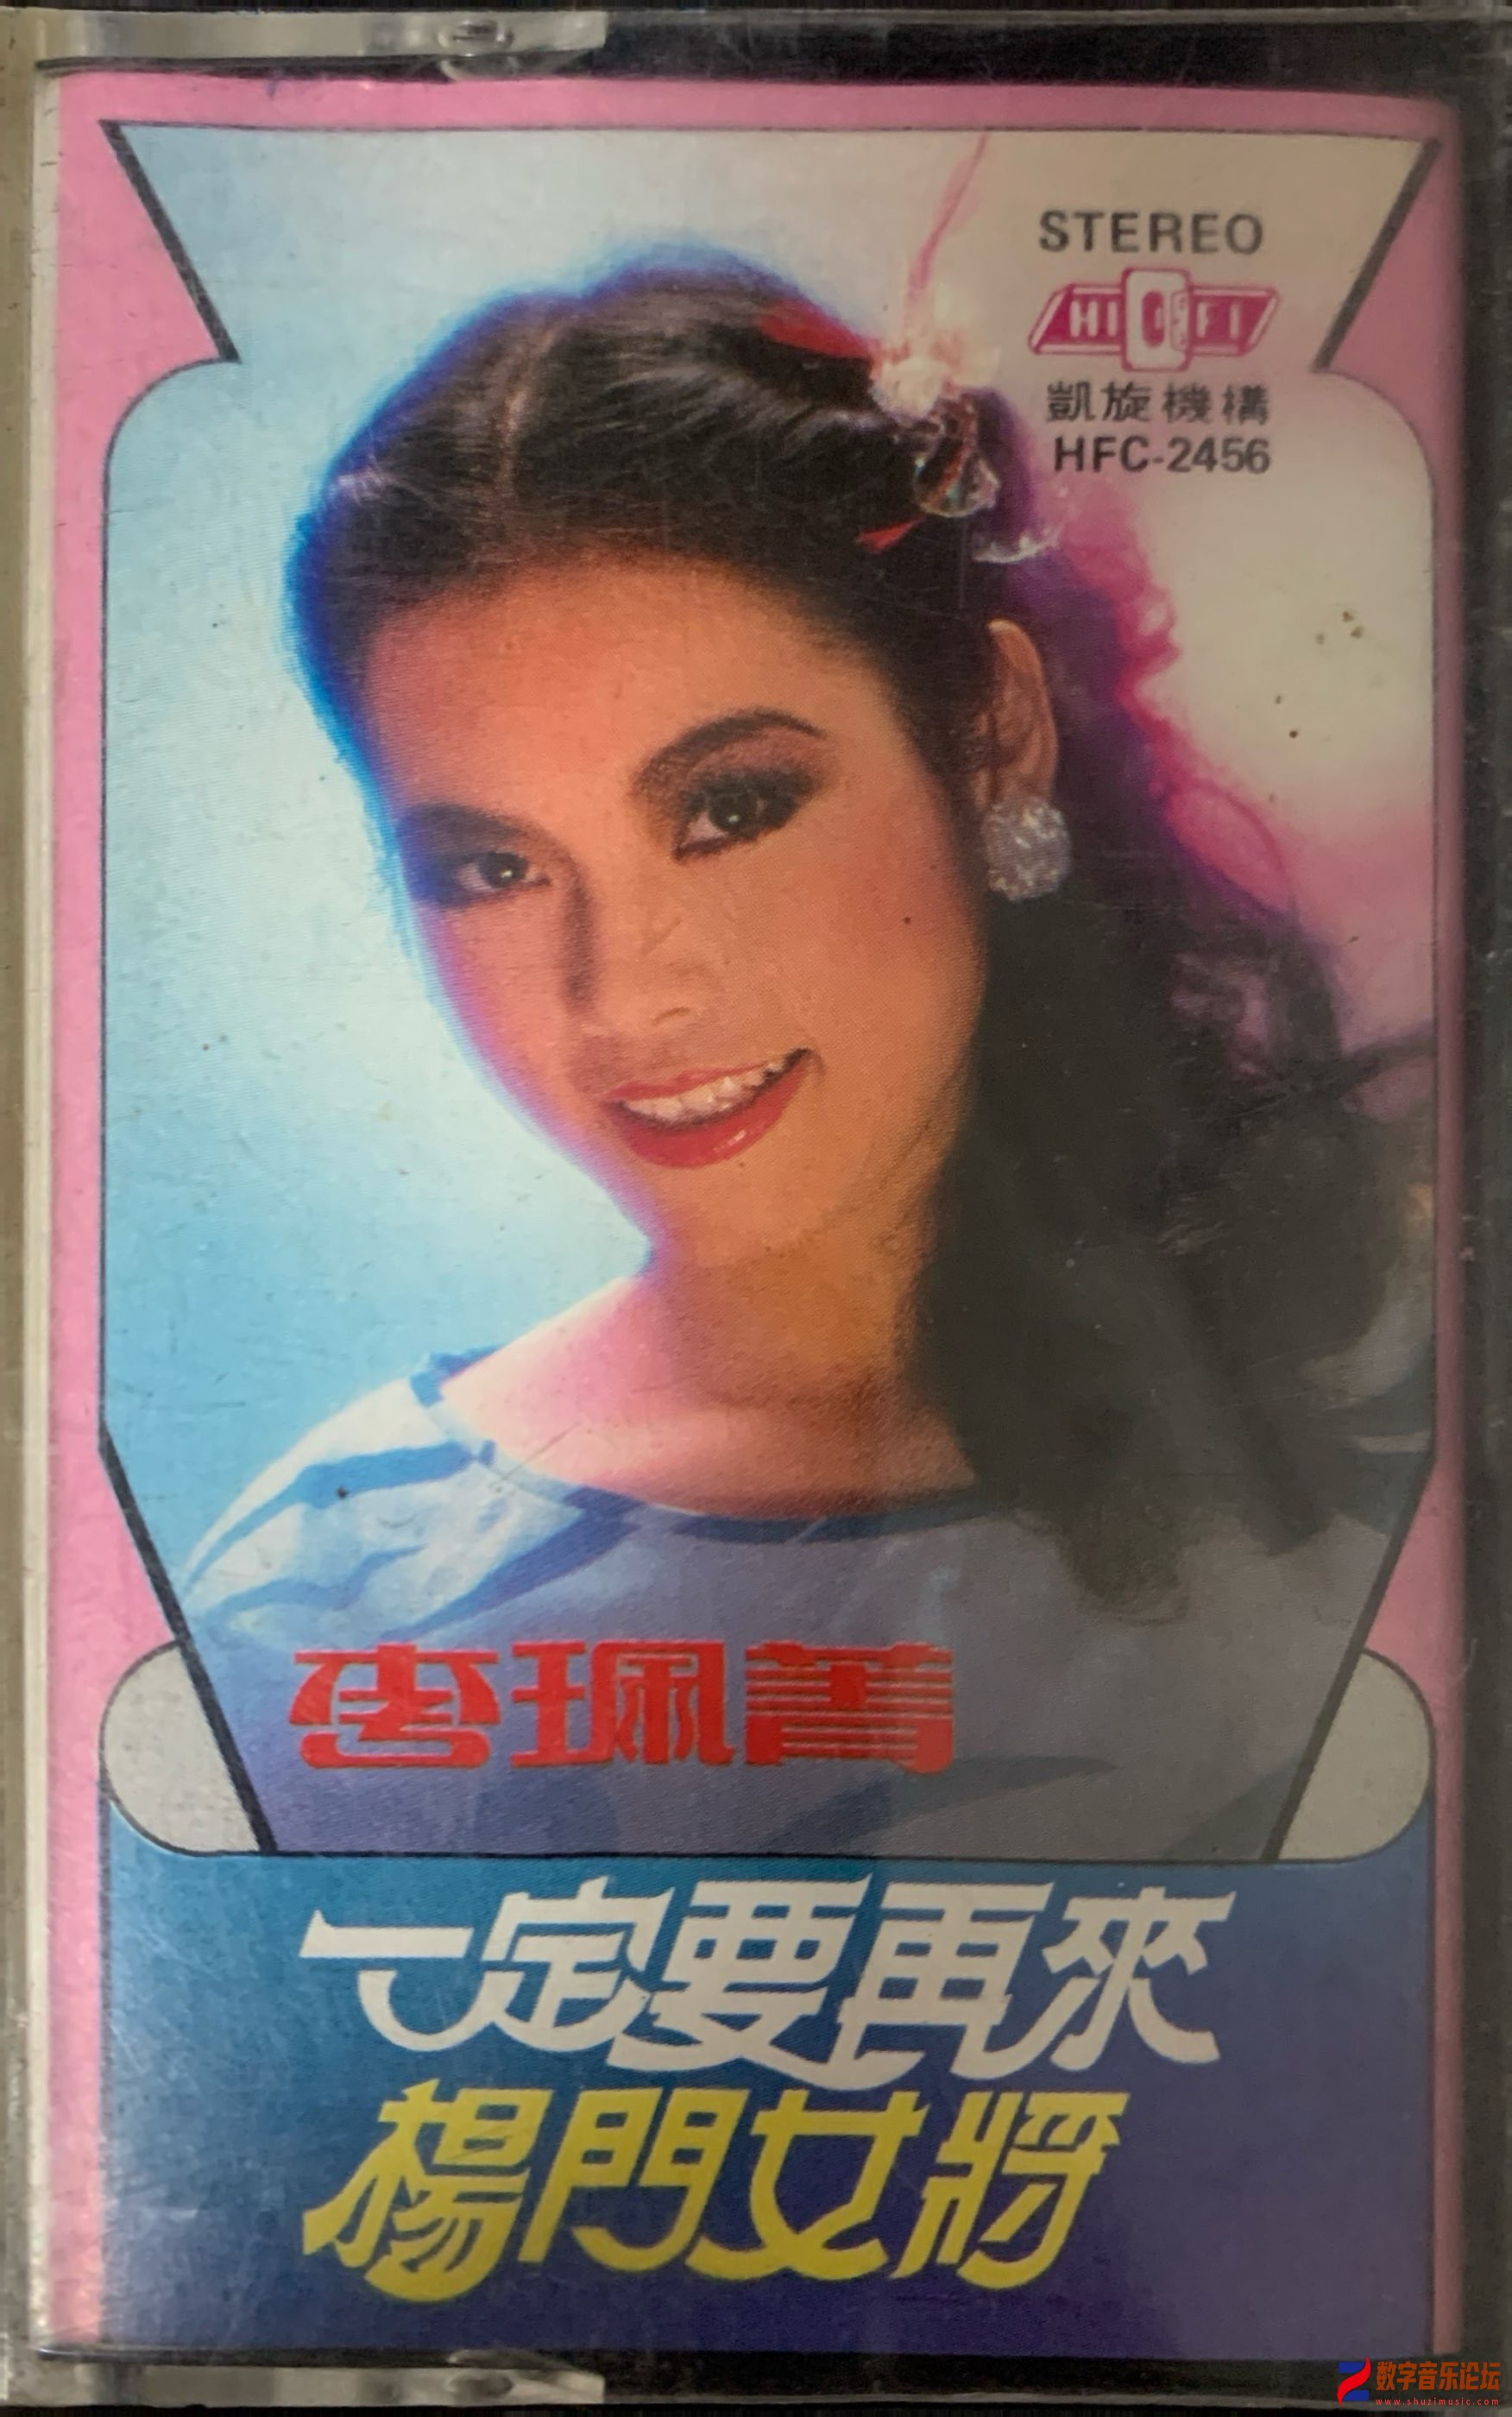 STEREO
HI FI
凱旋機構
HFC-2456
李珮菁
一定要再來
楊門女將
数字音乐论坛
www.shuzimusic.com